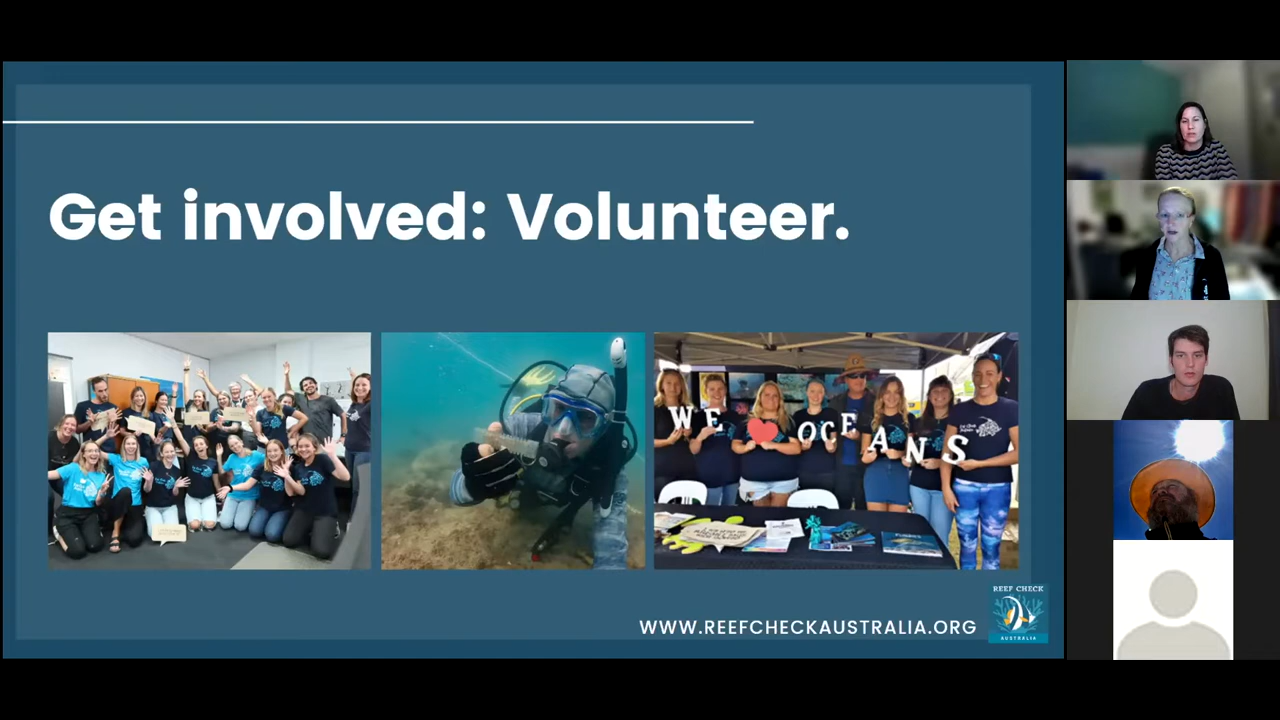 Get involved: Volunteer.
WE OCEANS
WWW.REEFCHECKAUSTRALIA.ORG
REEF CHECK
AUSTRALIA